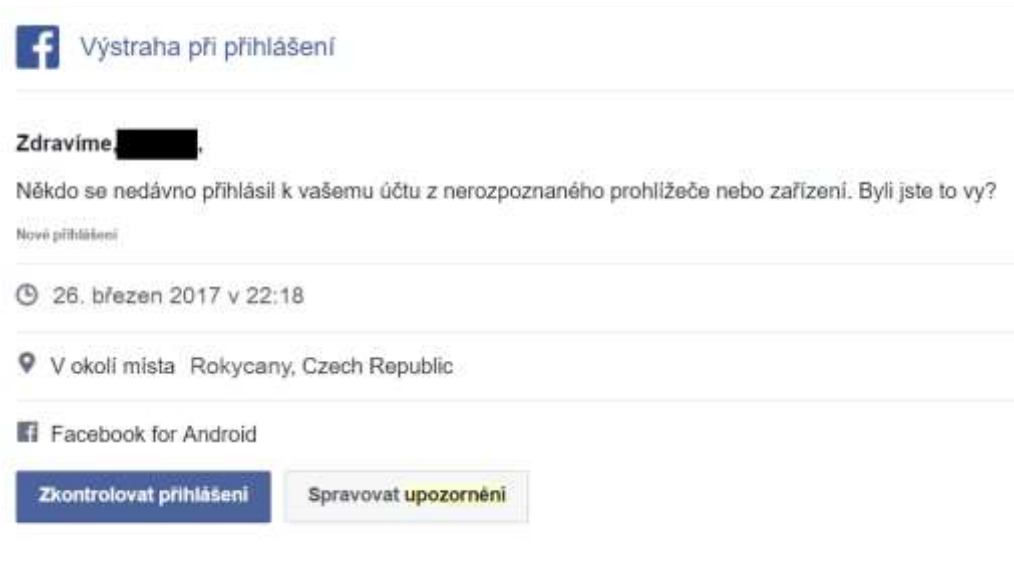 Výstraha při přihlášení
Zdravíme, ,
Někdo se nedávno přihlásil k vašemu účtu z nerozpoznaného prohlížeče nebo zařízení. Byli jste to vy?
Nové přihlášení
26. březen 2017 v 22:18
V okolí místa Rokycany, Czech Republic
Facebook for Android
Zkontrolovat přihlášení Spravovat upozornění